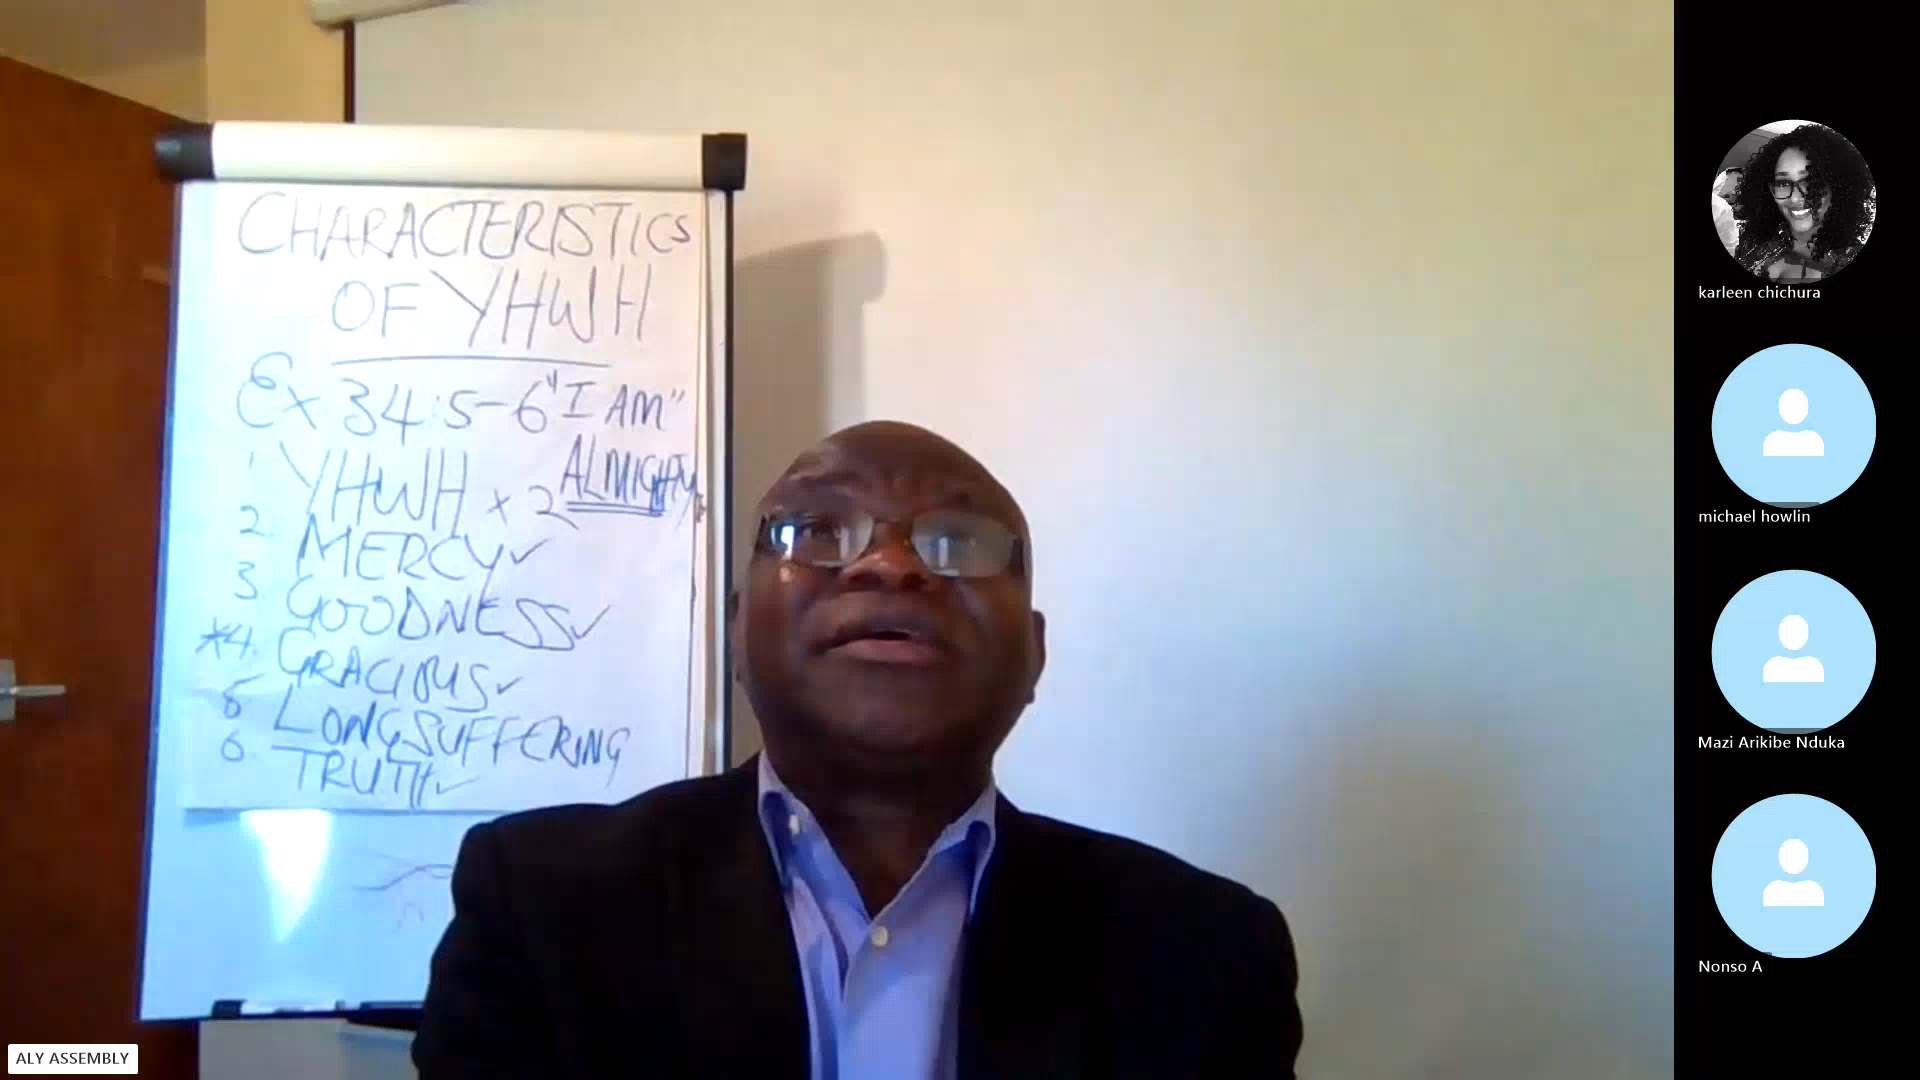 CHARACTERISTICS
OF YHWH
Ex 34:5-6 "I AM"
1 YHWH x 2 ALMIGHTY
2 MERCY ✓
3 GOODNESS ✓
*4. GRACIOUS ✓
5 LONGSUFFERING
6. TRUTH ✓
ALY ASSEMBLY
karleen chichura
michael howlin
Mazi Arikibe Nduka
Nonso A